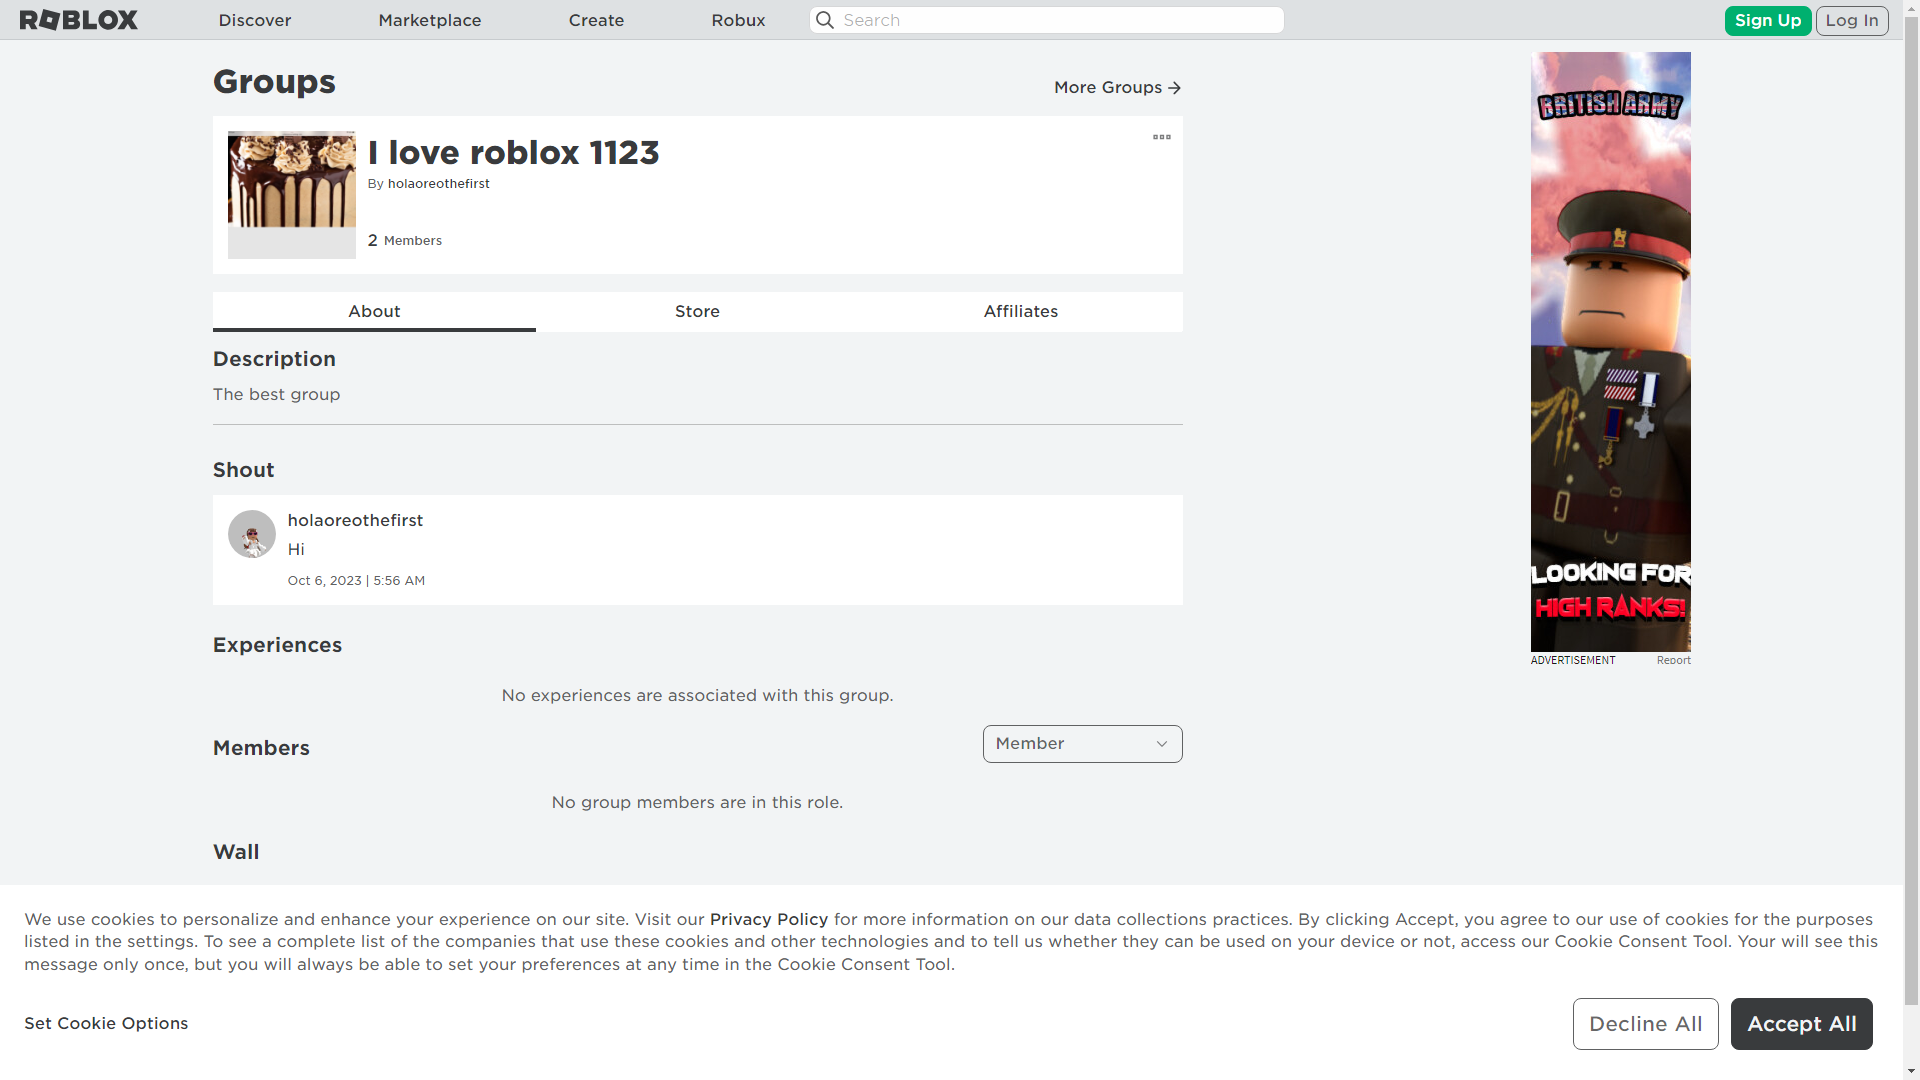 ROBLOX
Discover
Marketplace
Create
Robux
Search
Sign Up
Log In
Groups
More Groups
I love roblox 1123
By holaoreothefirst
2 Members
About
Store
Affiliates
Description
The best group
Shout
holaoreothefirst
Hi
Oct 6, 2023 | 5:56 AM
Experiences
No experiences are associated with this group.
Members
Member
No group members are in this role.
Wall
BRITISH ARMY
LOOKING FOR
HIGH RANKS!
ADVERTISEMENT
Report
We use cookies to personalize and enhance your experience on our site. Visit our Privacy Policy for more information on our data collections practices. By clicking Accept, you agree to our use of cookies for the purposes
listed in the settings. To see a complete list of the companies that use these cookies and other technologies and to tell us whether they can be used on your device or not, access our Cookie Consent Tool. Your will see this
message only once, but you will always be able to set your preferences at any time in the Cookie Consent Tool.
Set Cookie Options
Decline All
Accept All